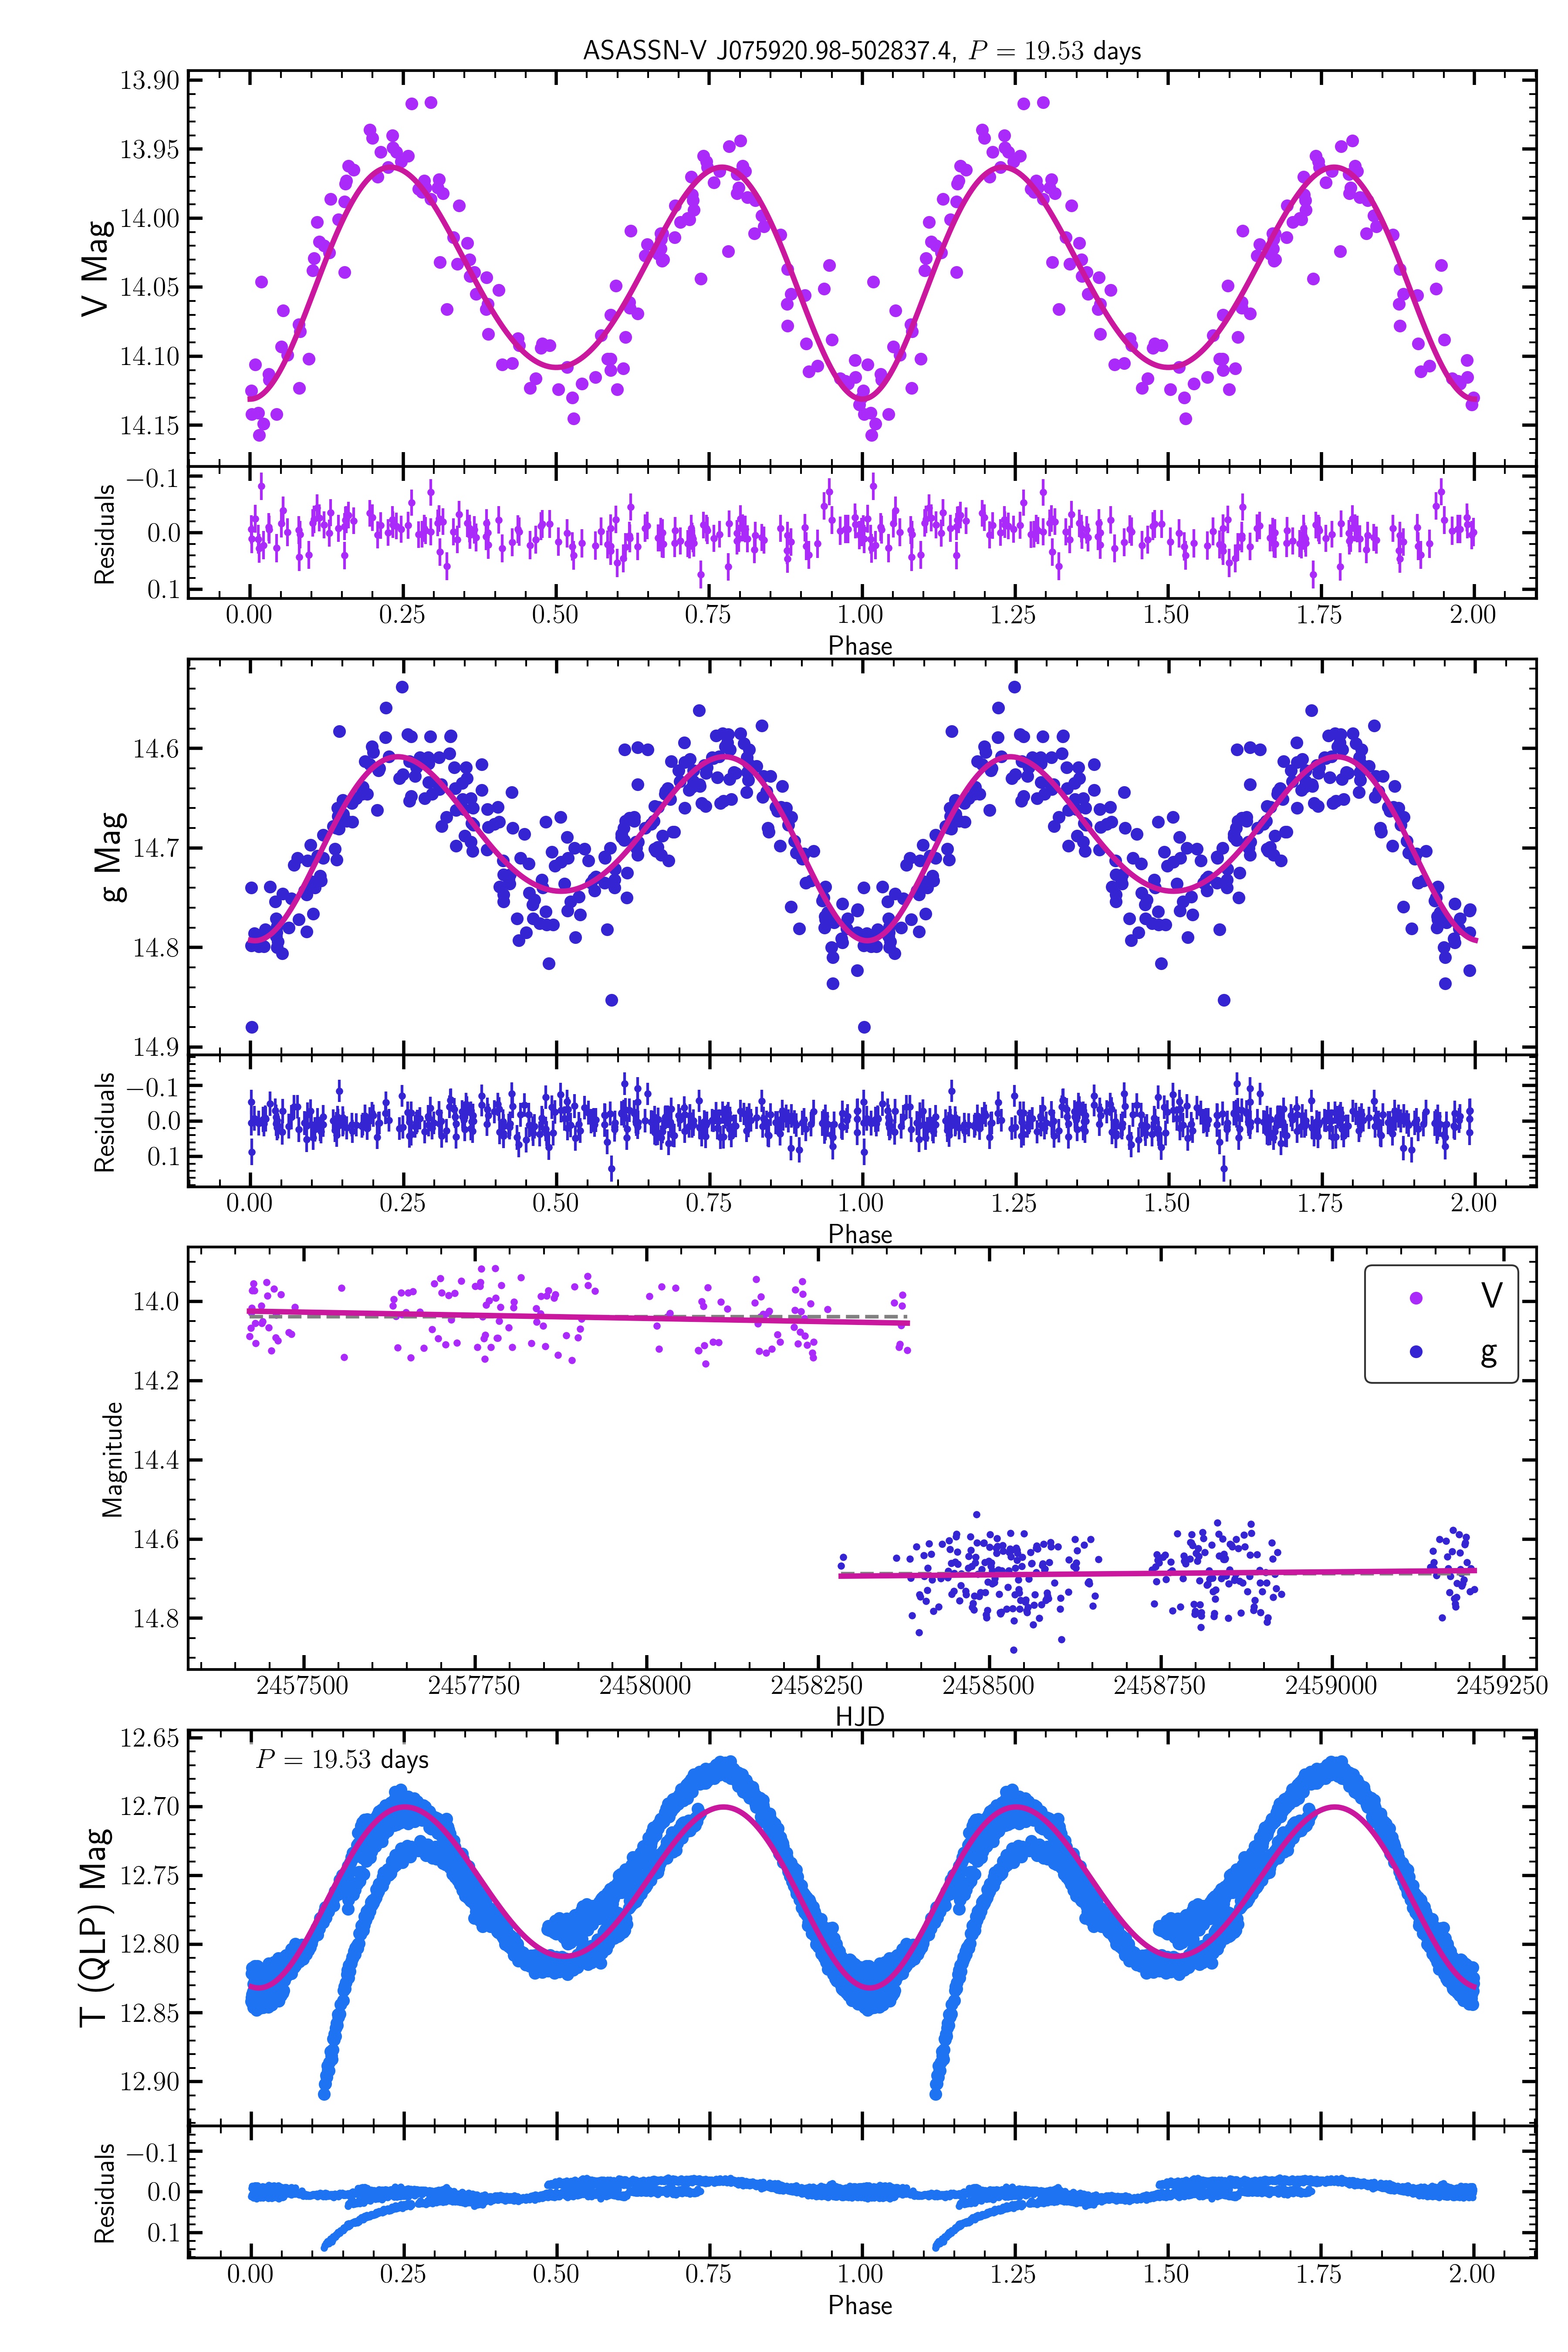 ASASSN-V J075920.98-502837.4, P = 19.53 days
13.90
13.95
14.00
14.05
14.10
14.15
V Mag
−0.1
0.0
0.1
Residuals
0.00 0.25 0.50 0.75 1.00 1.25 1.50 1.75 2.00
Phase
14.6
14.7
14.8
14.9
g Mag
−0.1
0.0
0.1
Residuals
0.00 0.25 0.50 0.75 1.00 1.25 1.50 1.75 2.00
Phase
14.0
14.2
14.4
14.6
14.8
Magnitude
V
g
2457500 2457750 2458000 2458250 2458500 2458750 2459000 2459250
HJD
12.65
12.70
12.75
12.80
12.85
12.90
T (QLP) Mag
P = 19.53 days
−0.1
0.0
0.1
Residuals
0.00 0.25 0.50 0.75 1.00 1.25 1.50 1.75 2.00
Phase